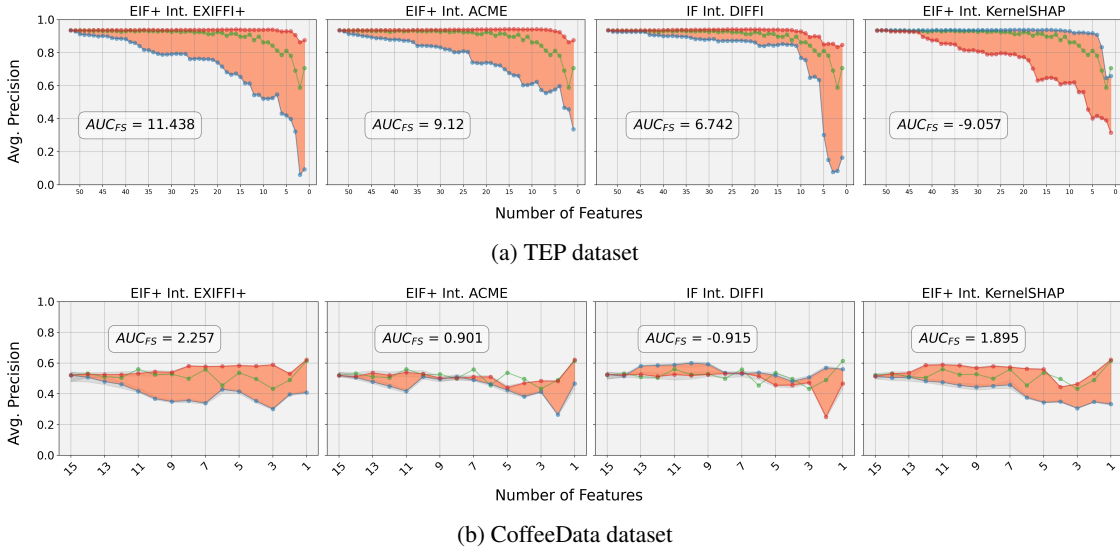 EIF+ Int. EXIFFI+ EIF+ Int. ACME IF Int. DIFFI EIF+ Int. KernelSHAP
1.0
0.8
0.6
0.4
0.2
0.0
Avg. Precision
AUC_FS = 11.438 AUC_FS = 9.12 AUC_FS = 6.742 AUC_FS = -9.057
50 45 40 35 30 25 20 15 10 5 0 50 45 40 35 30 25 20 15 10 5 0 50 45 40 35 30 25 20 15 10 5 0 50 45 40 35 30 25 20 15 10 5 0
Number of Features
(a) TEP dataset
EIF+ Int. EXIFFI+ EIF+ Int. ACME IF Int. DIFFI EIF+ Int. KernelSHAP
1.0
0.8
0.6
0.4
0.2
0.0
Avg. Precision
AUC_FS = 2.257 AUC_FS = 0.901 AUC_FS = -0.915 AUC_FS = 1.895
15 13 11 9 7 5 3 1 15 13 11 9 7 5 3 1 15 13 11 9 7 5 3 1 15 13 11 9 7 5 3 1
Number of Features
(b) CoffeeData dataset